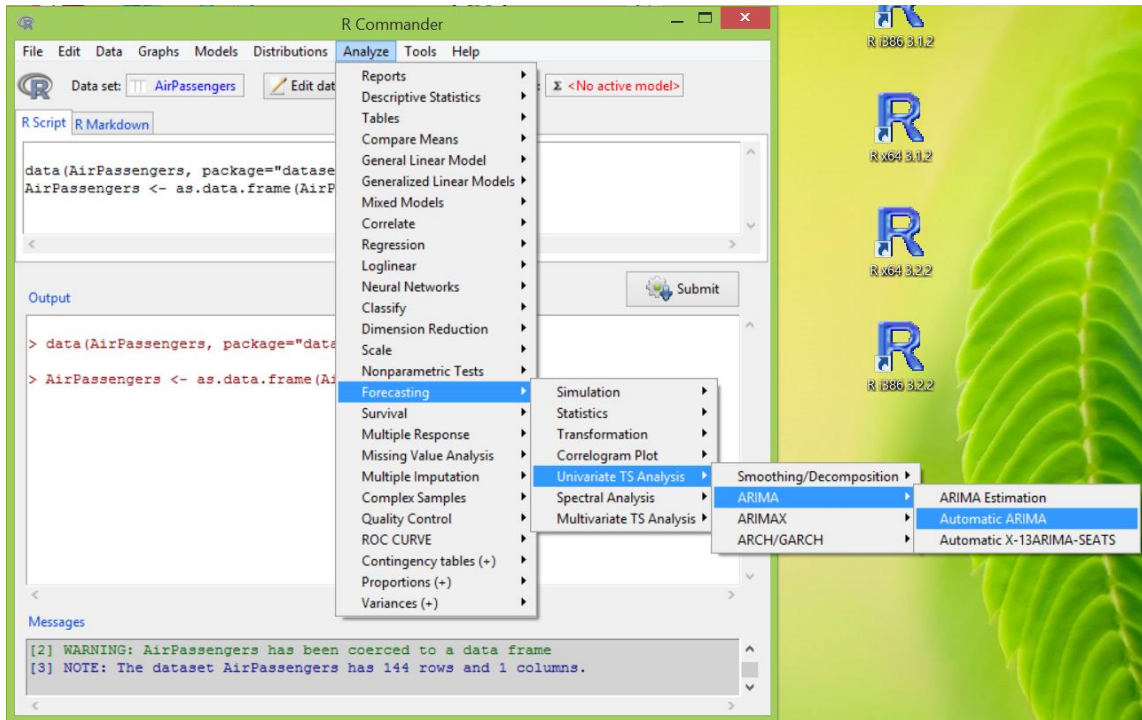 R Commander
R i386 3.1.2
File Edit Data Graphs Models Distributions Analyze Tools Help
Data set: AirPassengers Edit dat : Σ <No active model>
R Script R Markdown
data(AirPassengers, package="datase
AirPassengers <- as.data.frame(AirP
Output
Submit
> data(AirPassengers, package="data
> AirPassengers <- as.data.frame(Ai
Messages
[2] WARNING: AirPassengers has been coerced to a data frame
[3] NOTE: The dataset AirPassengers has 144 rows and 1 columns.
Reports
Descriptive Statistics
Tables
Compare Means
General Linear Model
Generalized Linear Models
Mixed Models
Correlate
Regression
Loglinear
Neural Networks
Classify
Dimension Reduction
Scale
Nonparametric Tests
Forecasting
Survival
Multiple Response
Missing Value Analysis
Multiple Imputation
Complex Samples
Quality Control
ROC CURVE
Contingency tables (+)
Proportions (+)
Variances (+)
Simulation
Statistics
Transformation
Correlogram Plot
Univariate TS Analysis
Spectral Analysis
Multivariate TS Analysis
Smoothing/Decomposition
ARIMA
ARIMAX
ARCH/GARCH
ARIMA Estimation
Automatic ARIMA
Automatic X-13ARIMA-SEATS
R x64 3.1.2
R x64 3.2.2
R i386 3.2.2